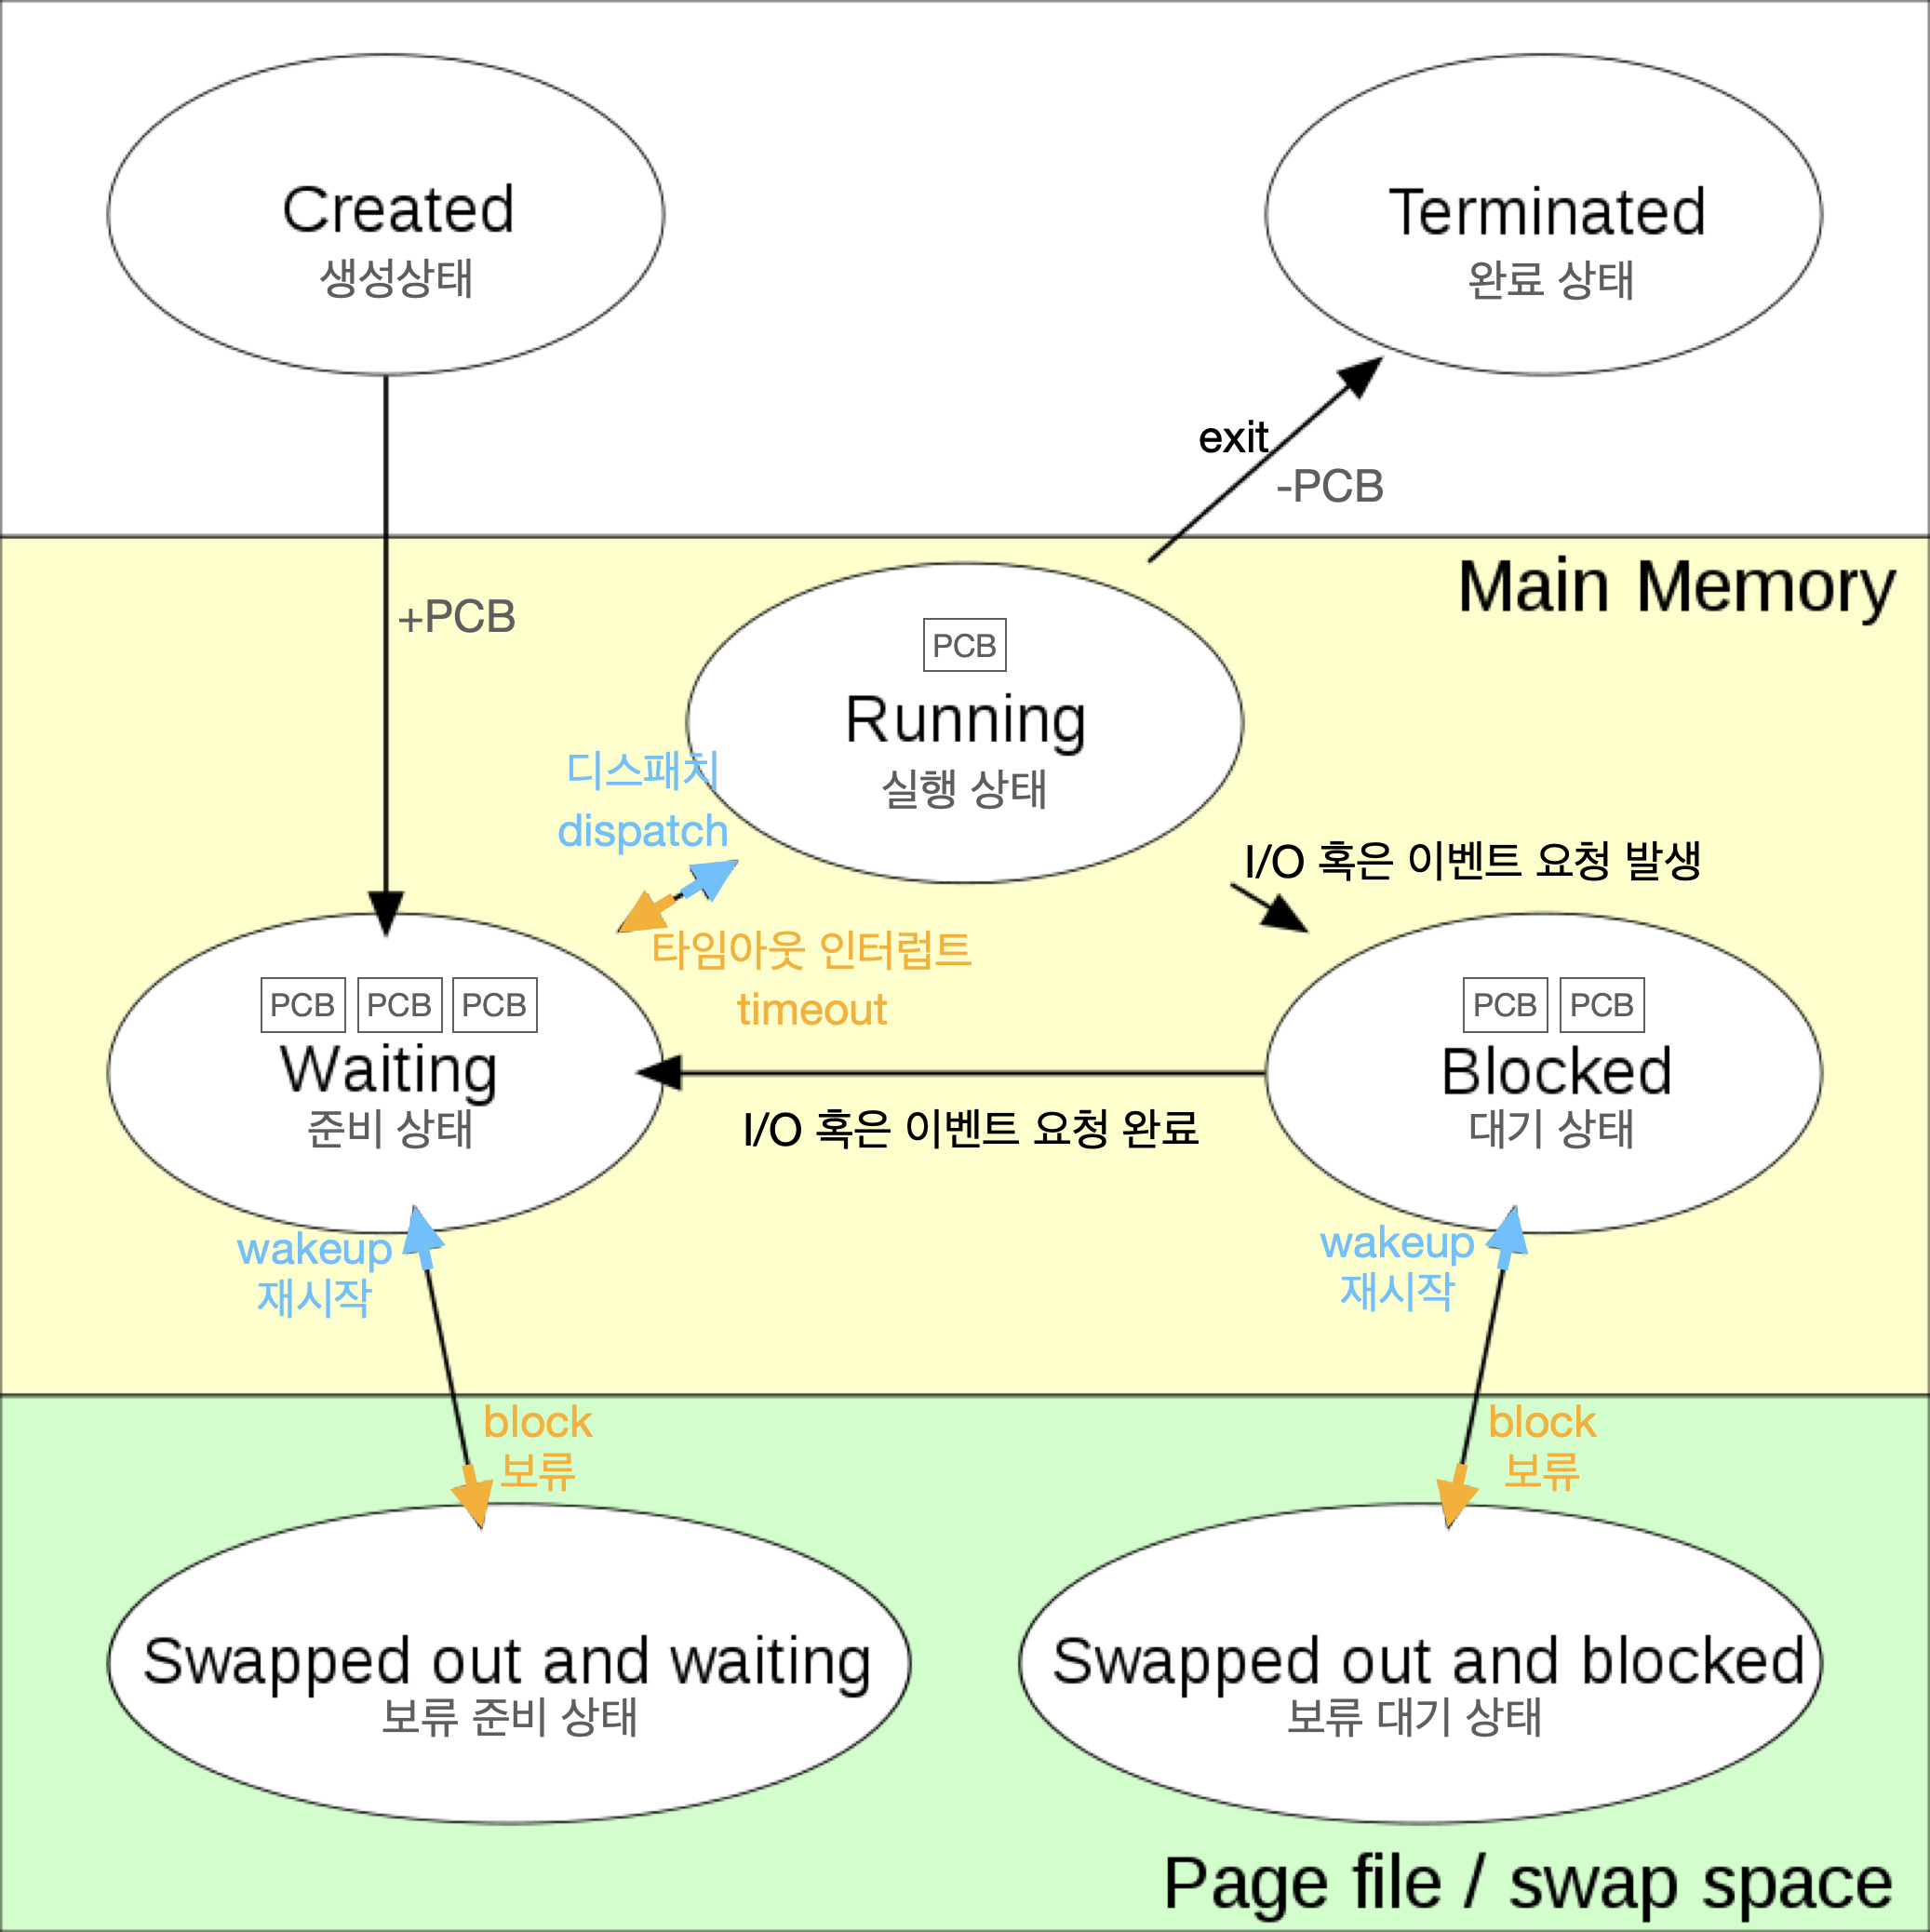 Created
생성상태
Terminated
완료 상태
exit
-PCB
Main Memory
+PCB
PCB
Running
실행 상태
디스패치
dispatch
I/O 혹은 이벤트 요청 발생
타임아웃 인터럽트
timeout
PCB PCB PCB
Waiting
준비 상태
PCB PCB
Blocked
대기 상태
I/O 혹은 이벤트 요청 완료
wakeup
재시작
wakeup
재시작
block
보류
block
보류
Swapped out and waiting
보류 준비 상태
Swapped out and blocked
보류 대기 상태
Page file / swap space